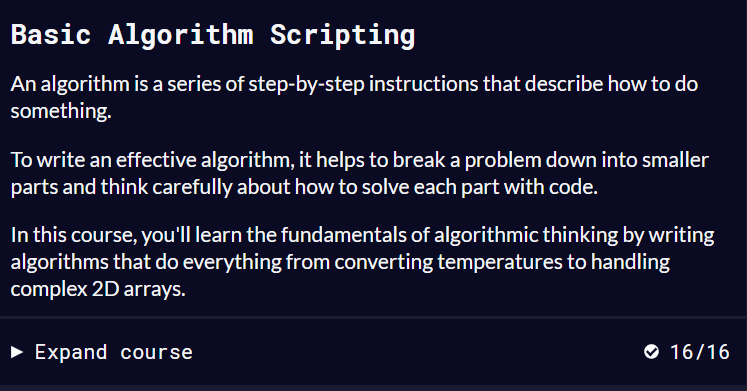 Basic Algorithm Scripting
An algorithm is a series of step-by-step instructions that describe how to do
something.
To write an effective algorithm, it helps to break a problem down into smaller
parts and think carefully about how to solve each part with code.
In this course, you'll learn the fundamentals of algorithmic thinking by writing
algorithms that do everything from converting temperatures to handling
complex 2D arrays.
Expand course 16/16